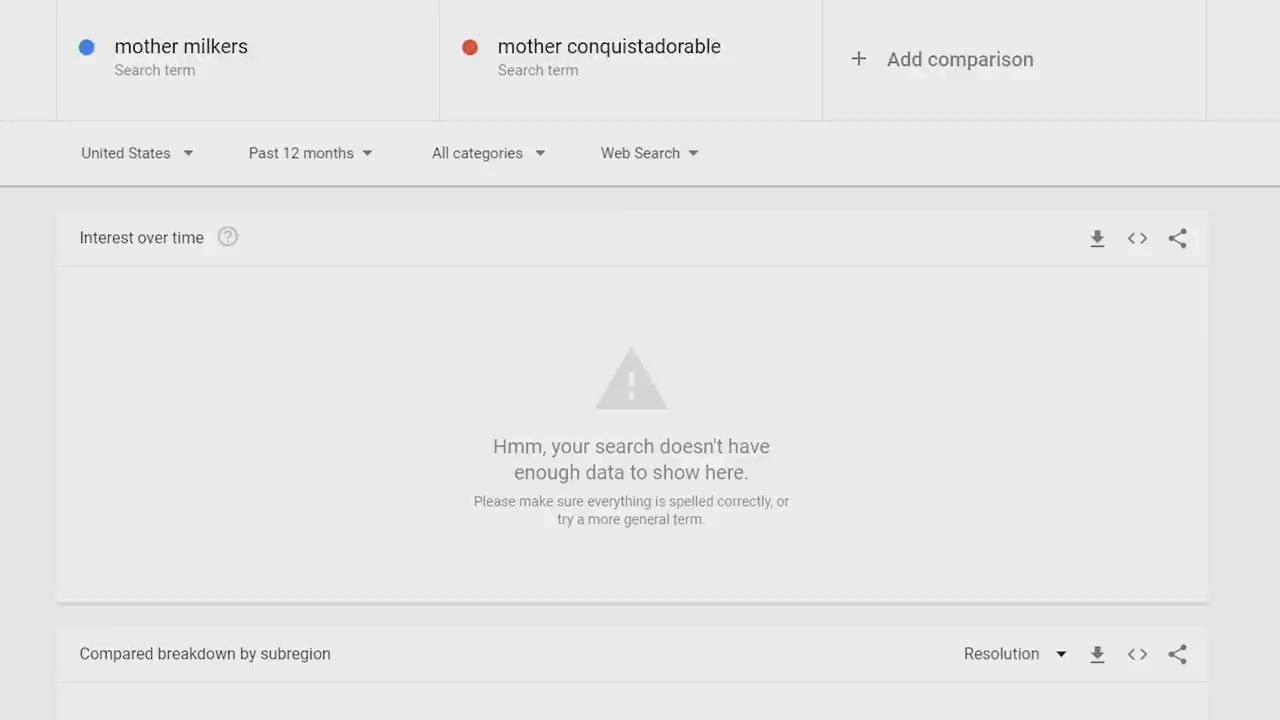 mother milkers
Search term
mother conquistadorable
Search term
+ Add comparison
United States
Past 12 months
All categories
Web Search
Interest over time
Hmm, your search doesn't have
enough data to show here.
Please make sure everything is spelled correctly, or
try a more general term.
Compared breakdown by subregion
Resolution